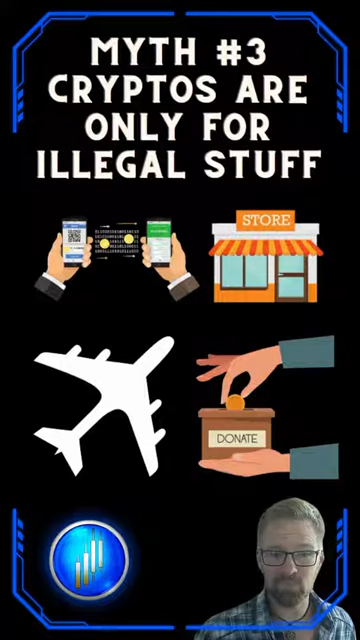 MYTH #3
CRYPTOS ARE
ONLY FOR
ILLEGAL STUFF
STORE
DONATE